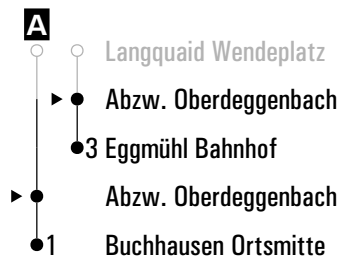 A
Langquaid Wendeplatz
Abzw. Oberdeggenbach
3 Eggmühl Bahnhof
Abzw. Oberdeggenbach
1 Buchhausen Ortsmitte